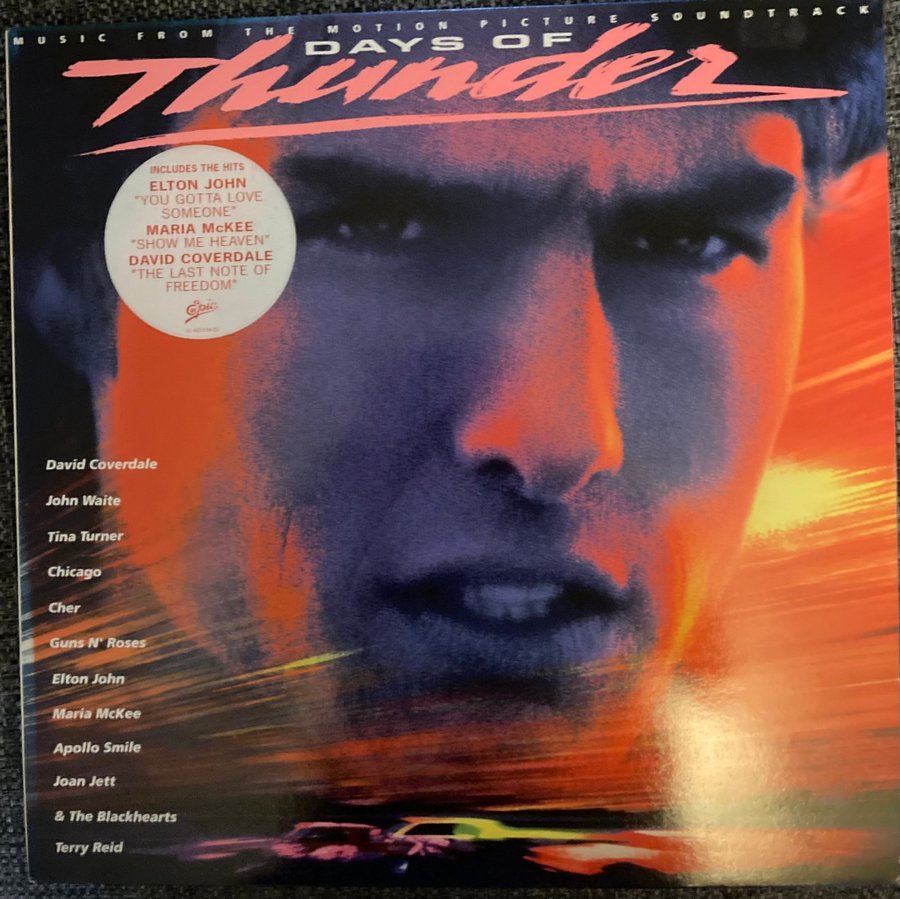 MUSIC FROM THE MOTION PICTURE SOUNDTRACK
DAYS OF
Thunder
INCLUDES THE HITS
ELTON JOHN
"YOU GOTTA LOVE
SOMEONE"
MARIA McKEE
"SHOW ME HEAVEN"
DAVID COVERDALE
"THE LAST NOTE OF
FREEDOM"
Epic
David Coverdale
John Waite
Tina Turner
Chicago
Cher
Guns N' Roses
Elton John
Maria McKee
Apollo Smile
Joan Jett
& The Blackhearts
Terry Reid